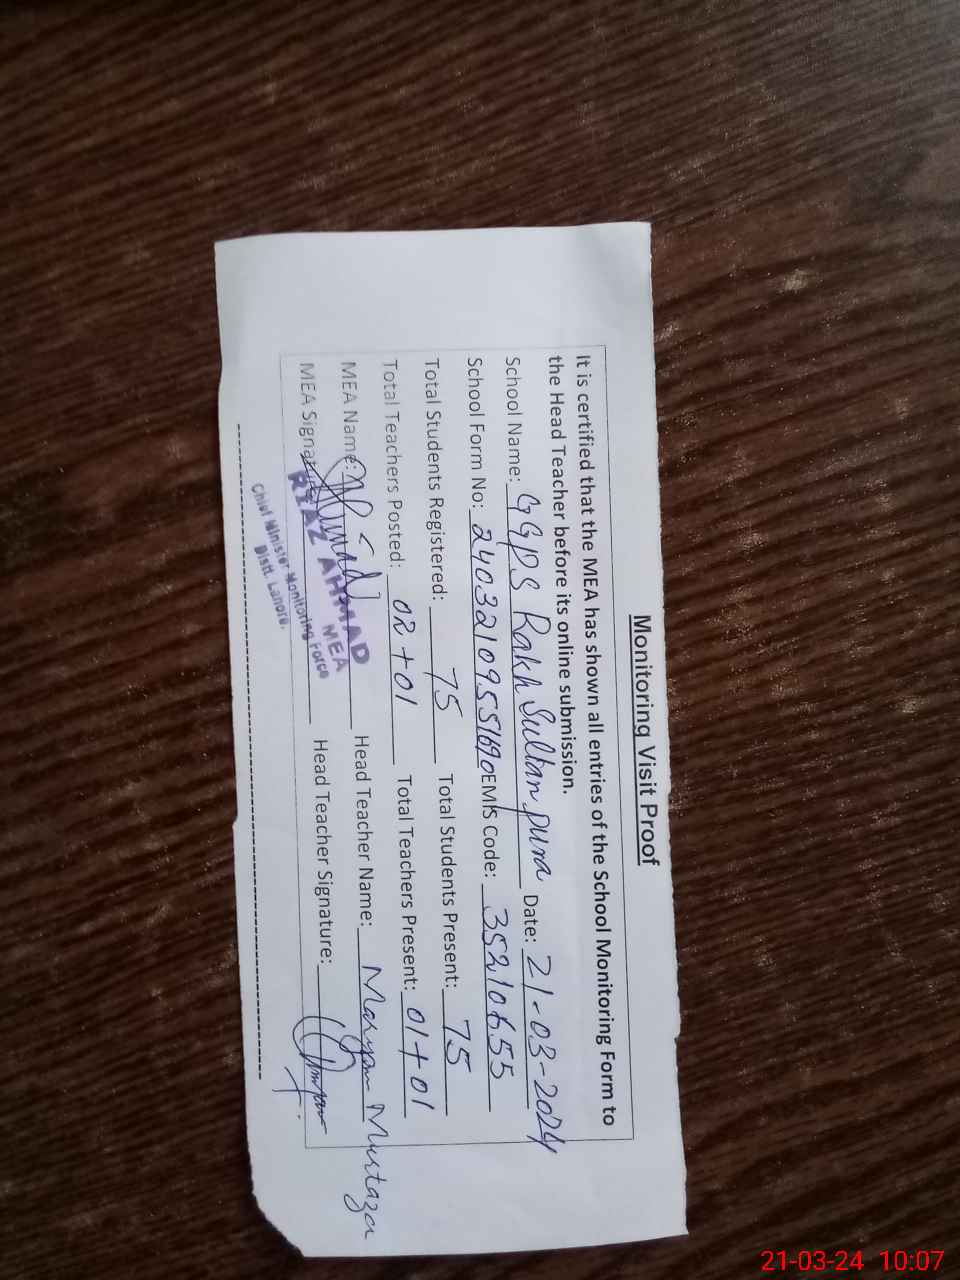 Monitoring Visit Proof
It is certified that the MEA has shown all entries of the School Monitoring Form to
the Head Teacher before its online submission.
School Name: GGPS Rakh Sultan pura Date: 21-03-2024
School Form No: EMIS Code: 35210655
Total Students Registered: 75 Total Students Present: 75
Total Teachers Posted: 02+01 Total Teachers Present: 01+01
MEA Name: Head Teacher Name: Maryam Murtaza
MEA Signature: Head Teacher Signature:
RIAZ AHMAD
MEA
Chief Minister Monitoring Force
Distt. Lahore.
21-03-24 10:07